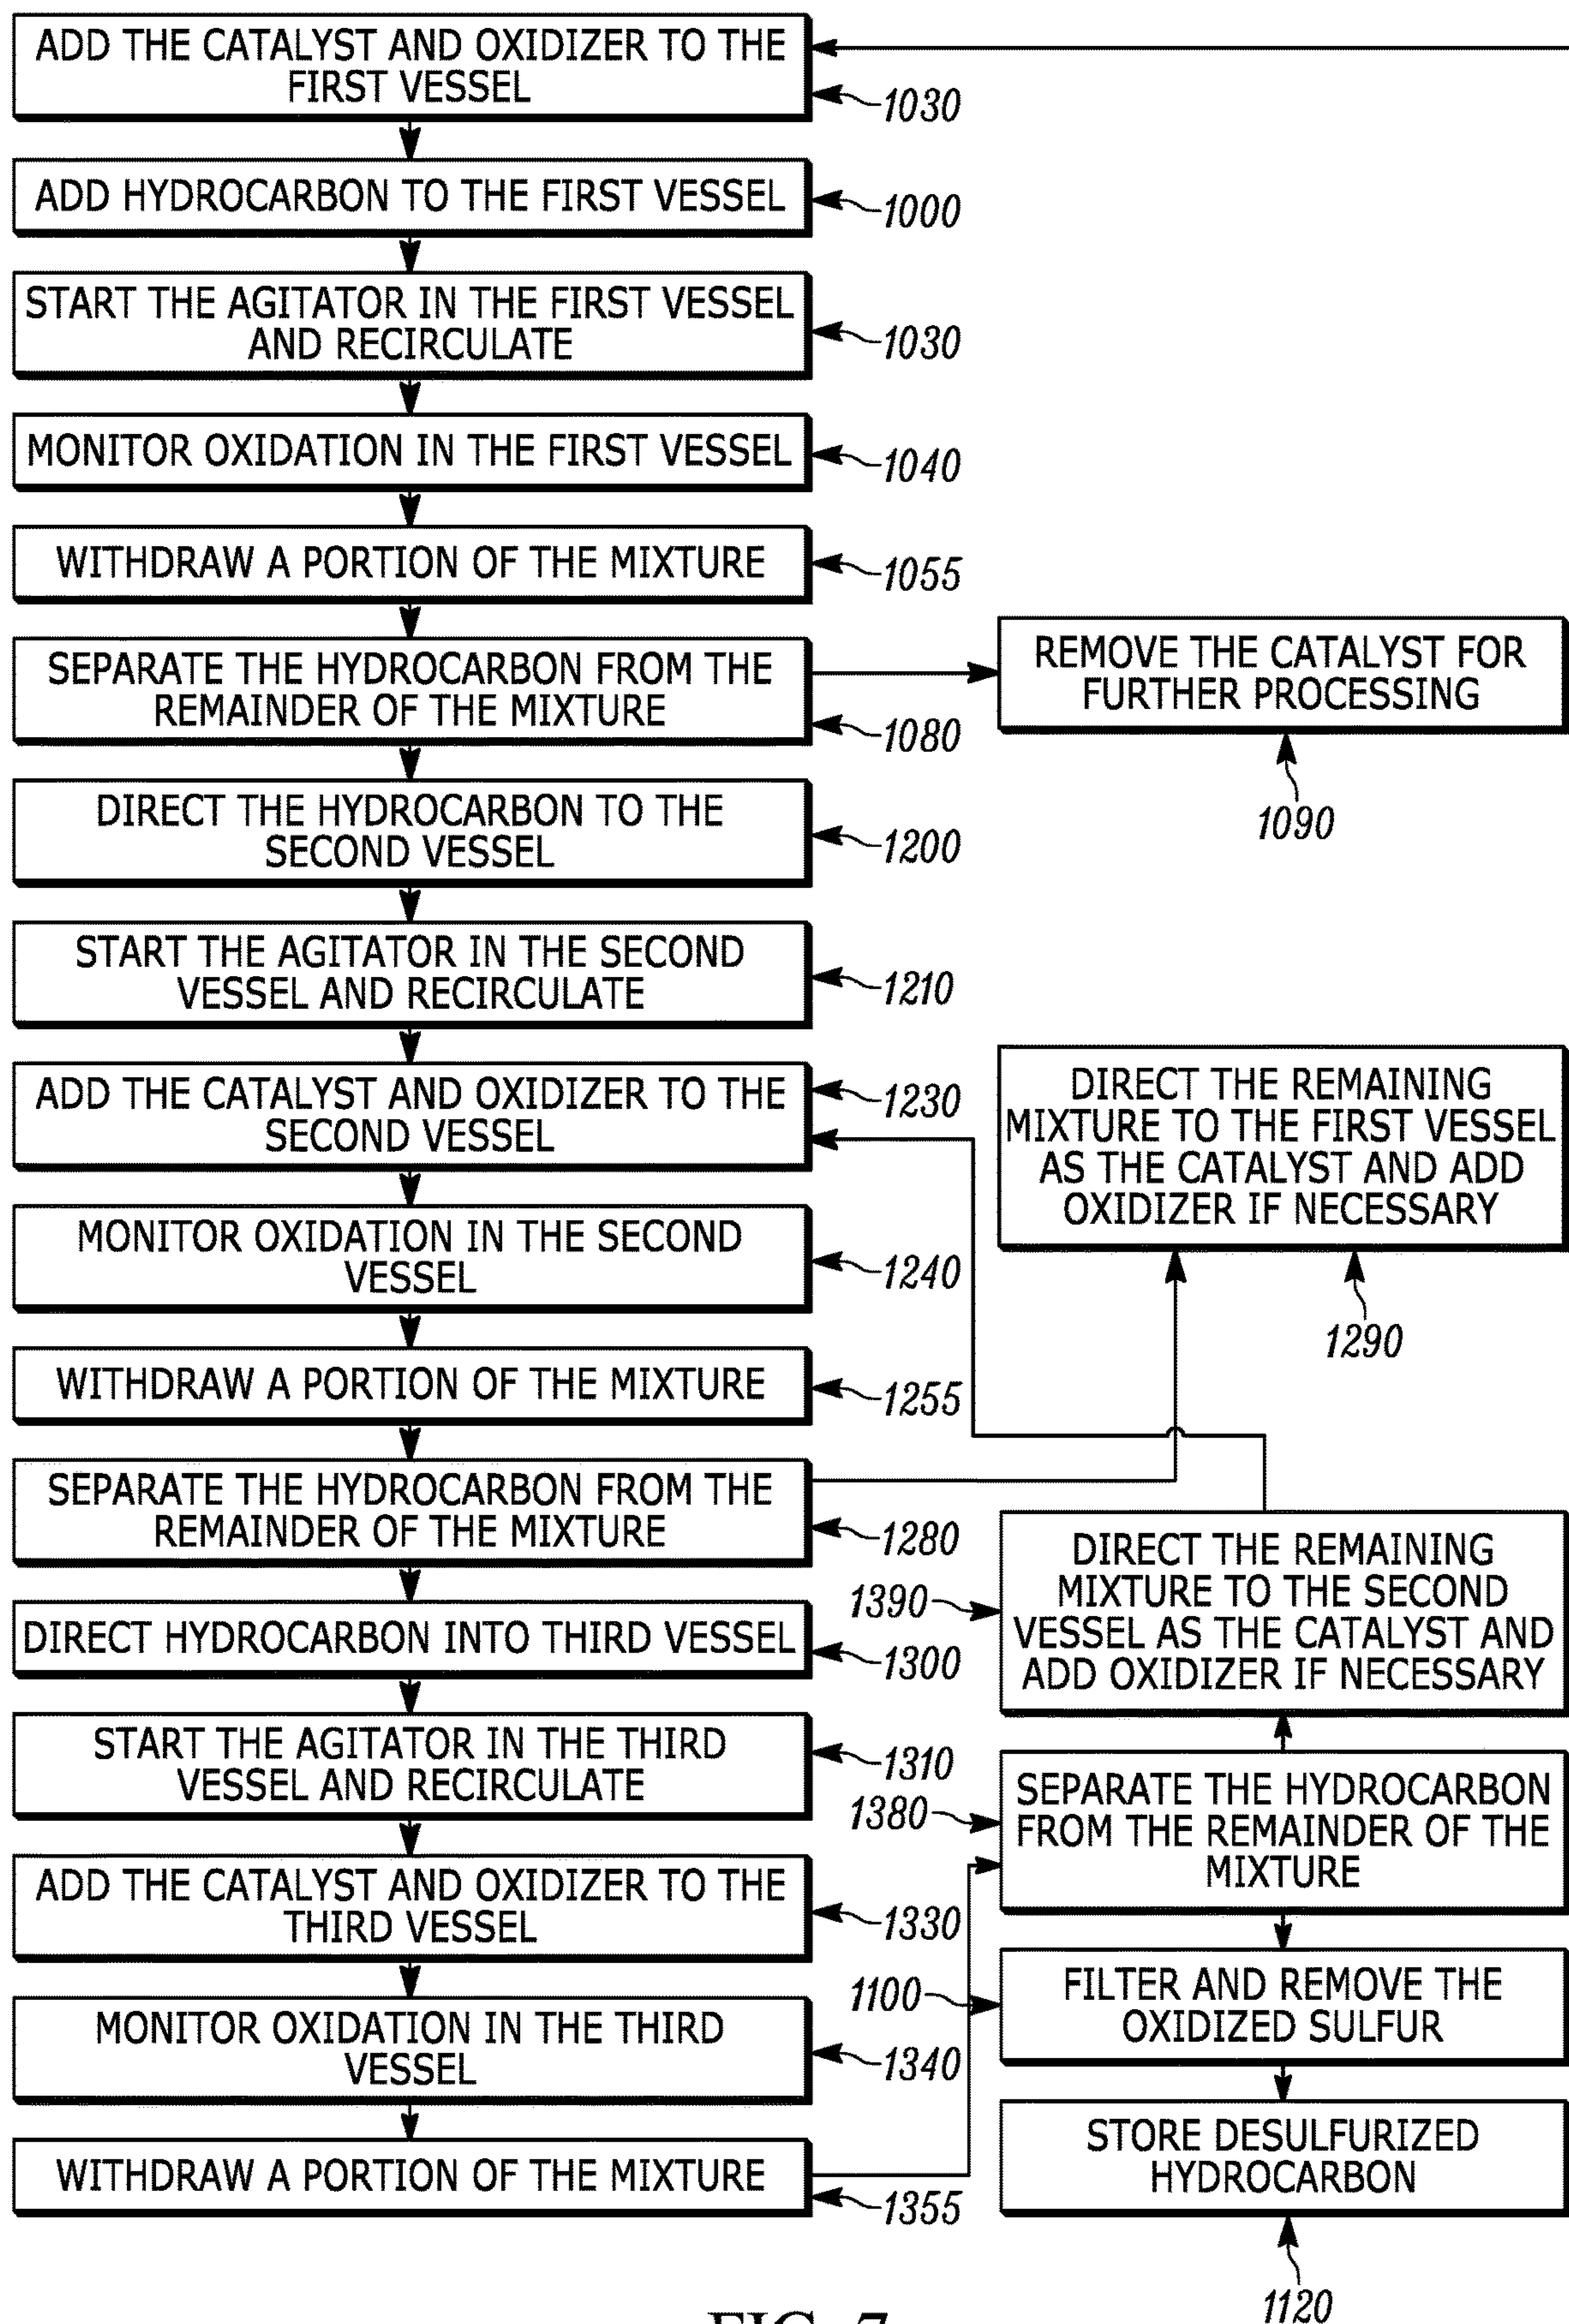 ADD THE CATALYST AND OXIDIZER TO THE
FIRST VESSEL
1030
ADD HYDROCARBON TO THE FIRST VESSEL
1000
START THE AGITATOR IN THE FIRST VESSEL
AND RECIRCULATE
1030
MONITOR OXIDATION IN THE FIRST VESSEL
1040
WITHDRAW A PORTION OF THE MIXTURE
1055
SEPARATE THE HYDROCARBON FROM THE
REMAINDER OF THE MIXTURE
1080
REMOVE THE CATALYST FOR
FURTHER PROCESSING
1090
DIRECT THE HYDROCARBON TO THE
SECOND VESSEL
1200
START THE AGITATOR IN THE SECOND
VESSEL AND RECIRCULATE
1210
ADD THE CATALYST AND OXIDIZER TO THE
SECOND VESSEL
1230
DIRECT THE REMAINING
MIXTURE TO THE FIRST VESSEL
AS THE CATALYST AND ADD
OXIDIZER IF NECESSARY
1290
MONITOR OXIDATION IN THE SECOND
VESSEL
1240
WITHDRAW A PORTION OF THE MIXTURE
1255
SEPARATE THE HYDROCARBON FROM THE
REMAINDER OF THE MIXTURE
1280
DIRECT HYDROCARBON INTO THIRD VESSEL
1300
START THE AGITATOR IN THE THIRD
VESSEL AND RECIRCULATE
1310
ADD THE CATALYST AND OXIDIZER TO THE
THIRD VESSEL
1330
MONITOR OXIDATION IN THE THIRD
VESSEL
1340
WITHDRAW A PORTION OF THE MIXTURE
1355
1390
DIRECT THE REMAINING
MIXTURE TO THE SECOND
VESSEL AS THE CATALYST AND
ADD OXIDIZER IF NECESSARY
1380
SEPARATE THE HYDROCARBON
FROM THE REMAINDER OF THE
MIXTURE
1100
FILTER AND REMOVE THE
OXIDIZED SULFUR
STORE DESULFURIZED
HYDROCARBON
1120
FIG. 7